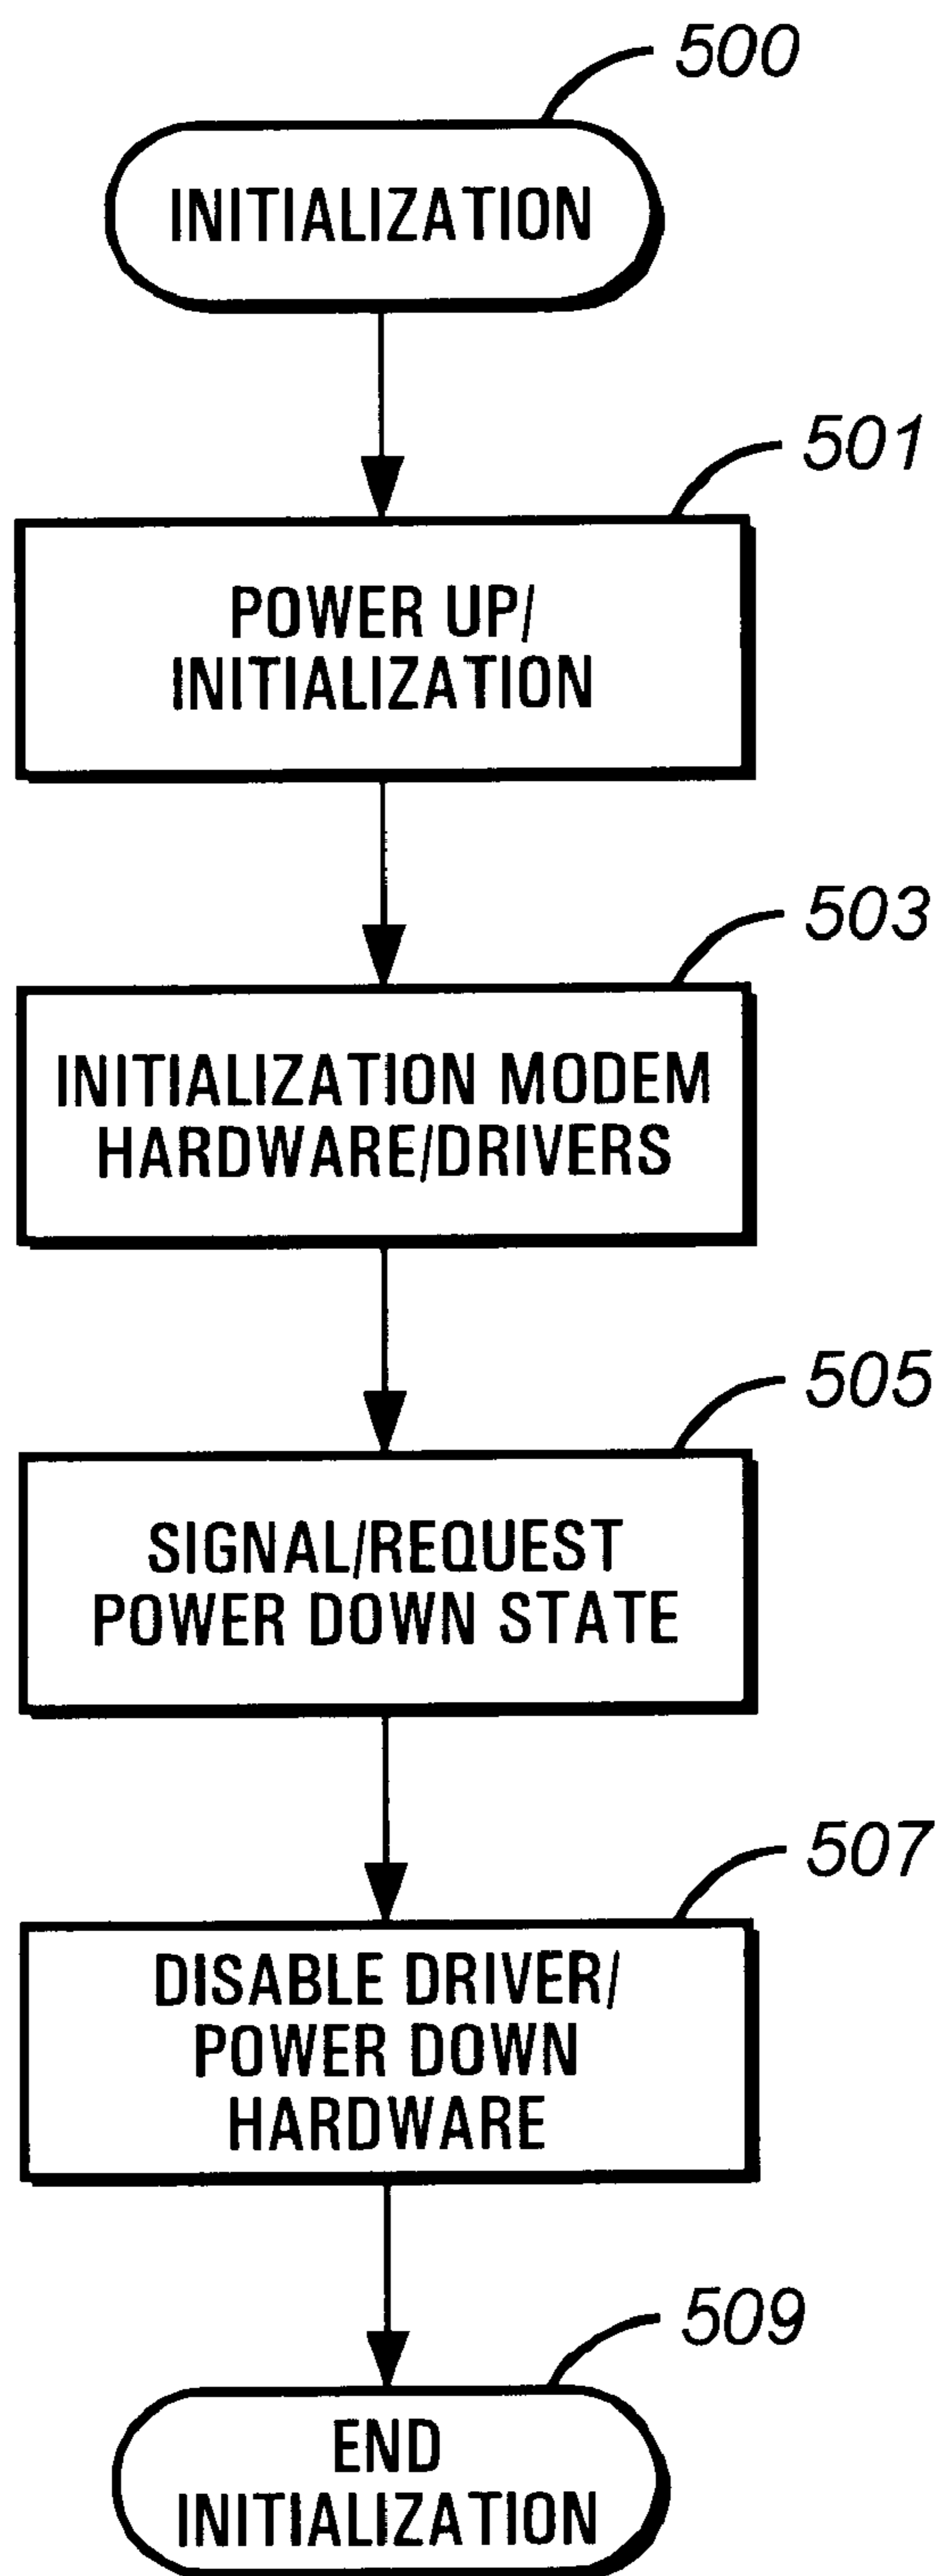 500
INITIALIZATION
501
POWER UP/
INITIALIZATION
503
INITIALIZATION MODEM
HARDWARE/DRIVERS
505
SIGNAL/REQUEST
POWER DOWN STATE
507
DISABLE DRIVER/
POWER DOWN
HARDWARE
509
END
INITIALIZATION